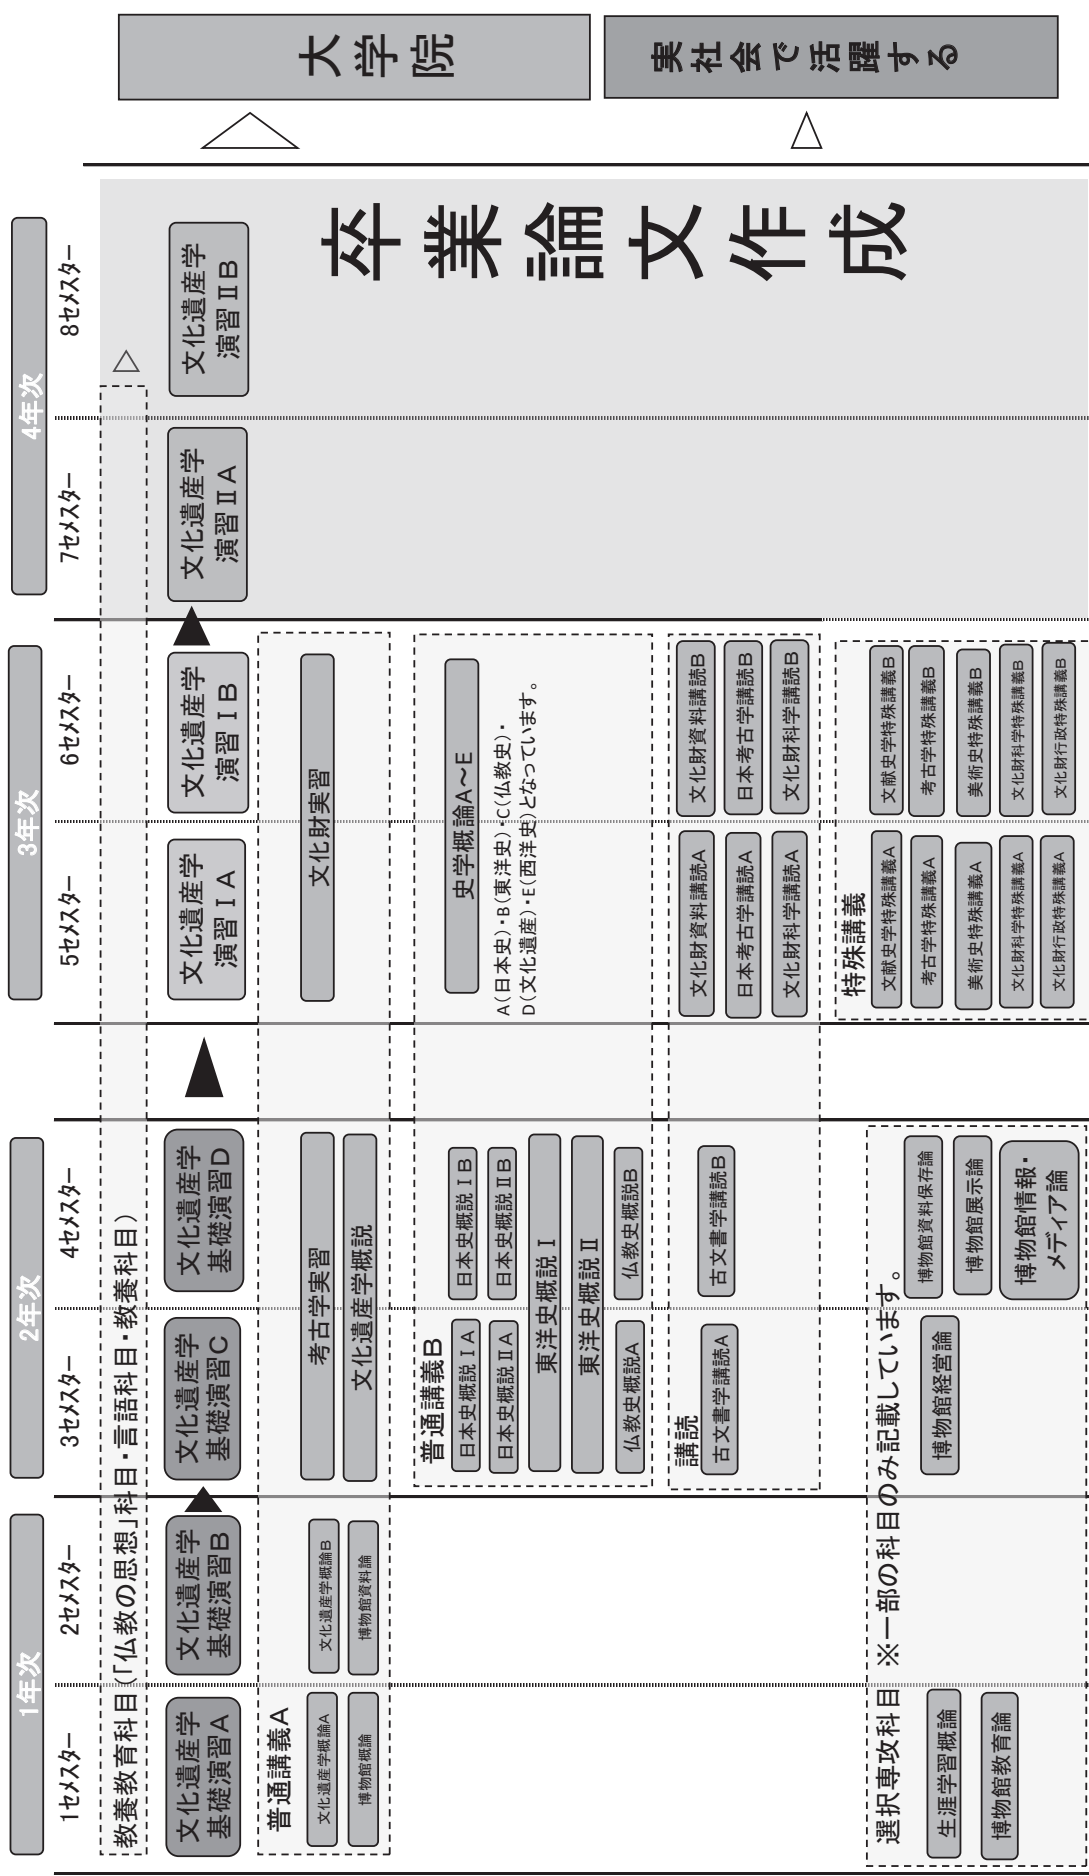 1年次
2年次
3年次
4年次
1セメスター
2セメスター
3セメスター
4セメスター
5セメスター
6セメスター
7セメスター
8セメスター
教養教育科目(「仏教の思想」科目・言語科目・教養科目)
文化遺産学
基礎演習A
文化遺産学
基礎演習B
文化遺産学
基礎演習C
文化遺産学
基礎演習D
文化遺産学
演習ⅠA
文化遺産学
演習ⅠB
文化遺産学
演習ⅡA
文化遺産学
演習ⅡB
普通講義A
文化遺産学概論A
文化遺産学概論B
博物館概論
博物館資料論
考古学実習
文化遺産学概説
文化財実習
普通講義B
日本史概説ⅠA
日本史概説ⅠB
日本史概説ⅡA
日本史概説ⅡB
東洋史概説Ⅰ
東洋史概説Ⅱ
仏教史概説A
仏教史概説B
史学概論A～E
A(日本史)・B(東洋史)・C(仏教史)・
D(文化遺産)・E(西洋史)となっています。
講読
古文書学講読A
古文書学講読B
文化財資料講読A
文化財資料講読B
日本考古学講読A
日本考古学講読B
文化財科学講読A
文化財科学講読B
特殊講義
文献史学特殊講義A
文献史学特殊講義B
考古学特殊講義A
考古学特殊講義B
美術史特殊講義A
美術史特殊講義B
文化財科学特殊講義A
文化財科学特殊講義B
文化財行政特殊講義A
文化財行政特殊講義B
選択専攻科目 ※一部の科目のみ記載しています。
生涯学習概論
博物館教育論
博物館経営論
博物館資料保存論
博物館展示論
博物館情報・
メディア論
卒業論文作成
大学院
実社会で活躍する